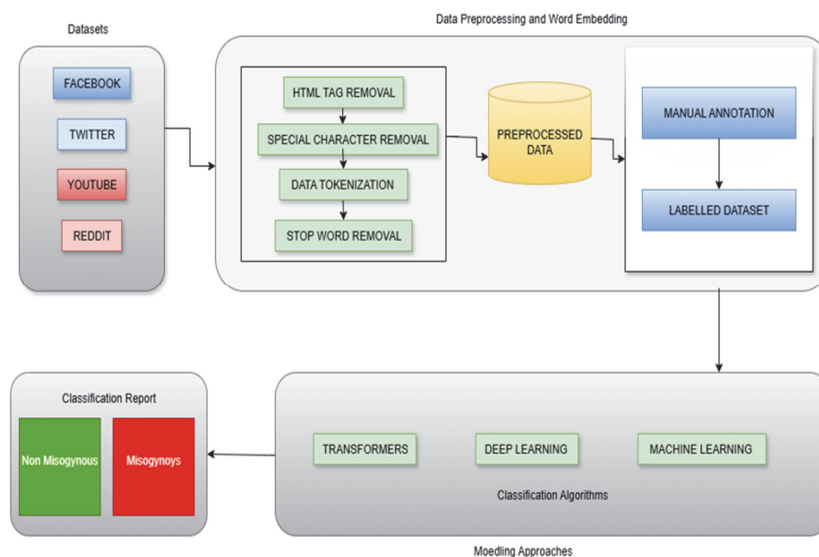 Datasets
FACEBOOK
TWITTER
YOUTUBE
REDDIT
Data Preprocessing and Word Embedding
HTML TAG REMOVAL
SPECIAL CHARACTER REMOVAL
DATA TOKENIZATION
STOP WORD REMOVAL
PREPROCESSED
DATA
MANUAL ANNOTATION
LABELLED DATASET
Classification Report
Non Misogynous
Misogynoys
TRANSFORMERS
DEEP LEARNING
MACHINE LEARNING
Classification Algorithms
Moedling Approaches